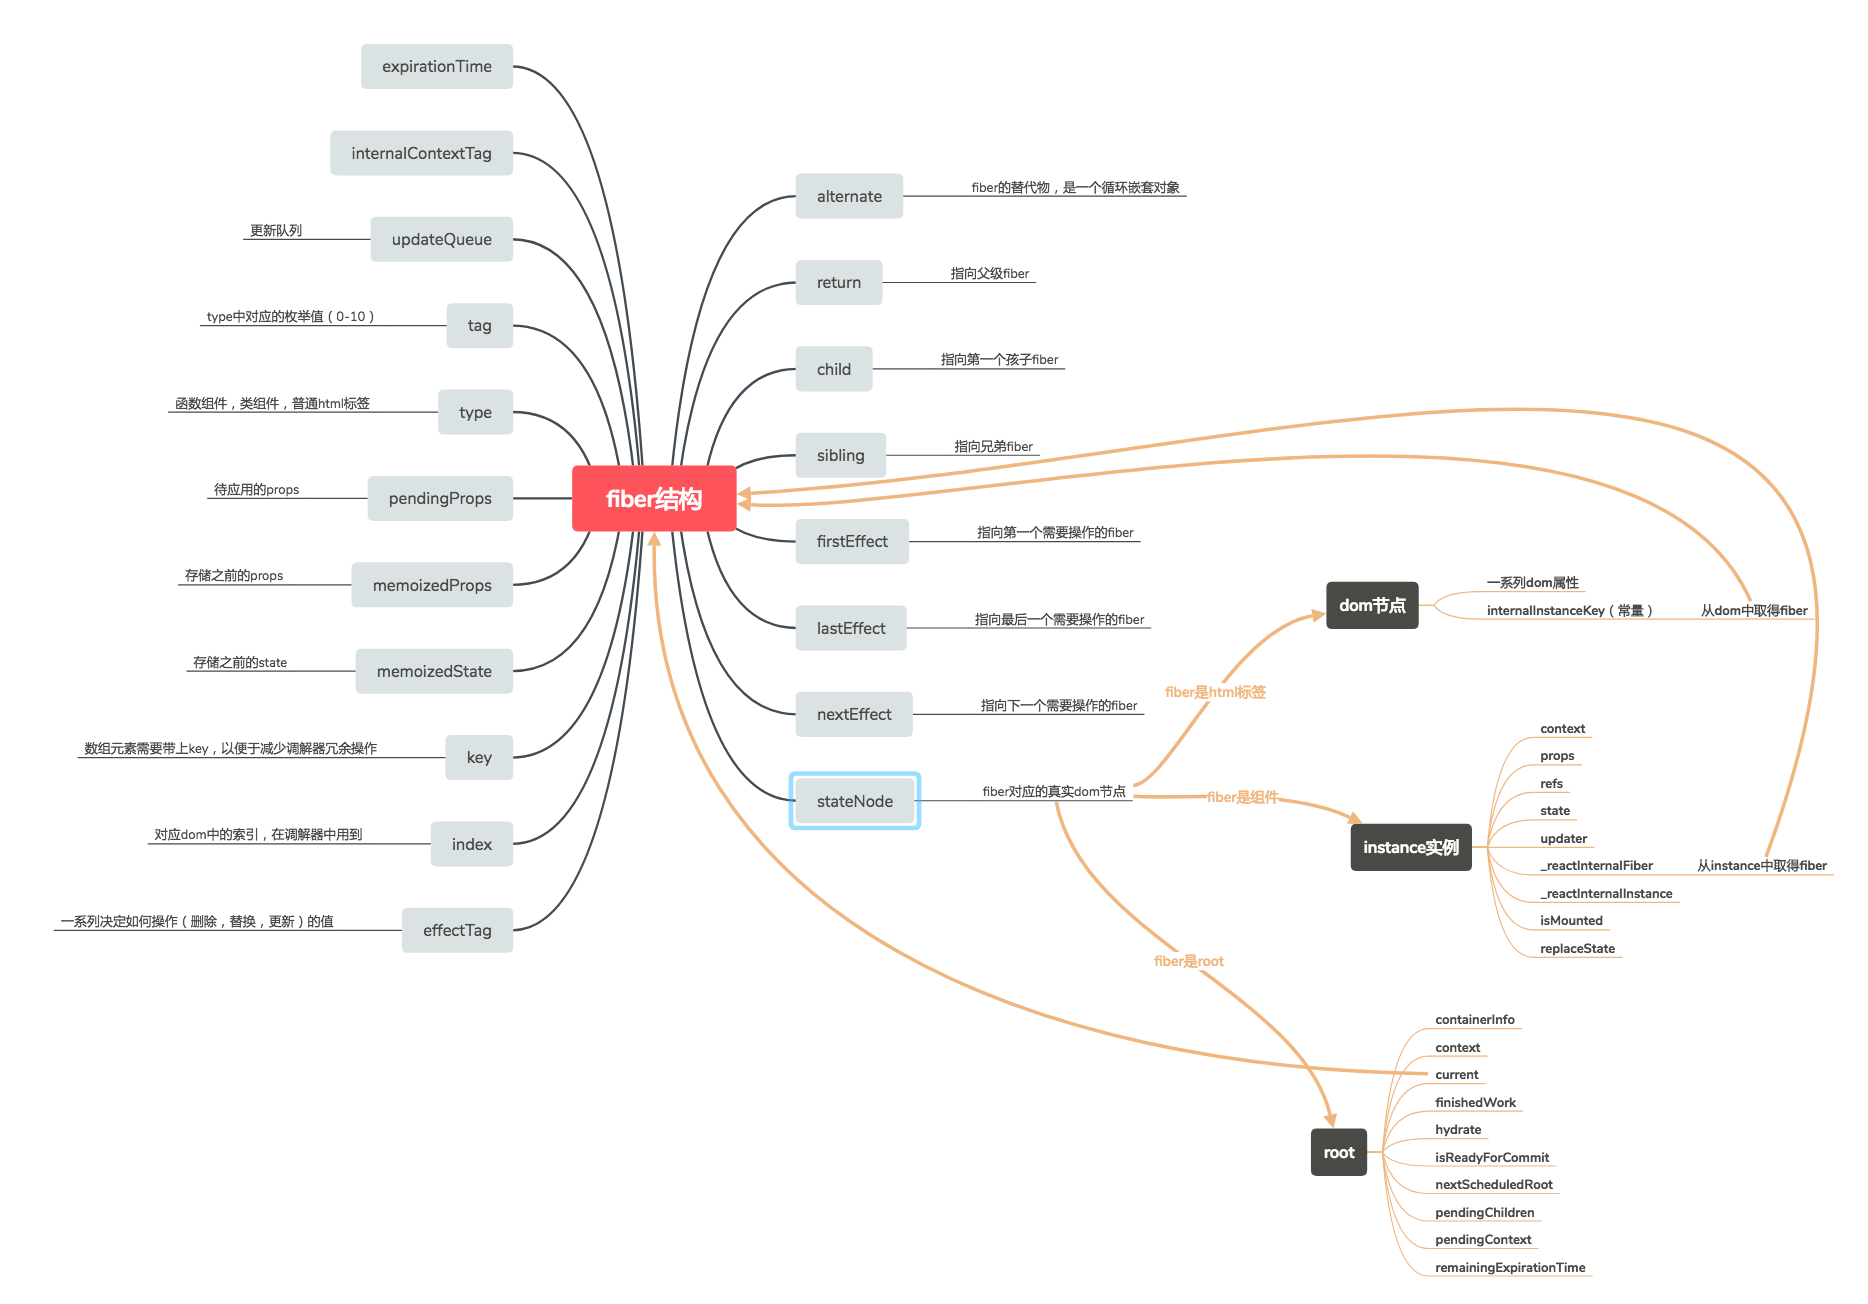 fiber结构
expirationTime
internalContextTag
updateQueue
更新队列
tag
type中对应的枚举值（0-10）
type
函数组件，类组件，普通html标签
pendingProps
待应用的props
memoizedProps
存储之前的props
memoizedState
存储之前的state
key
数组元素需要带上key，以便于减少调解器冗余操作
index
对应dom中的索引，在调解器中用到
effectTag
一系列决定如何操作（删除，替换，更新）的值
alternate
fiber的替代物，是一个循环嵌套对象
return
指向父级fiber
child
指向第一个孩子fiber
sibling
指向兄弟fiber
firstEffect
指向第一个需要操作的fiber
lastEffect
指向最后一个需要操作的fiber
nextEffect
指向下一个需要操作的fiber
stateNode
fiber对应的真实dom节点
fiber是html标签
dom节点
一系列dom属性
internalInstanceKey（常量）
从dom中取得fiber
fiber是组件
instance实例
context
props
refs
state
updater
_reactInternalFiber
从instance中取得fiber
_reactInternalInstance
isMounted
replaceState
fiber是root
root
containerInfo
context
current
finishedWork
hydrate
isReadyForCommit
nextScheduledRoot
pendingChildren
pendingContext
remainingExpirationTime